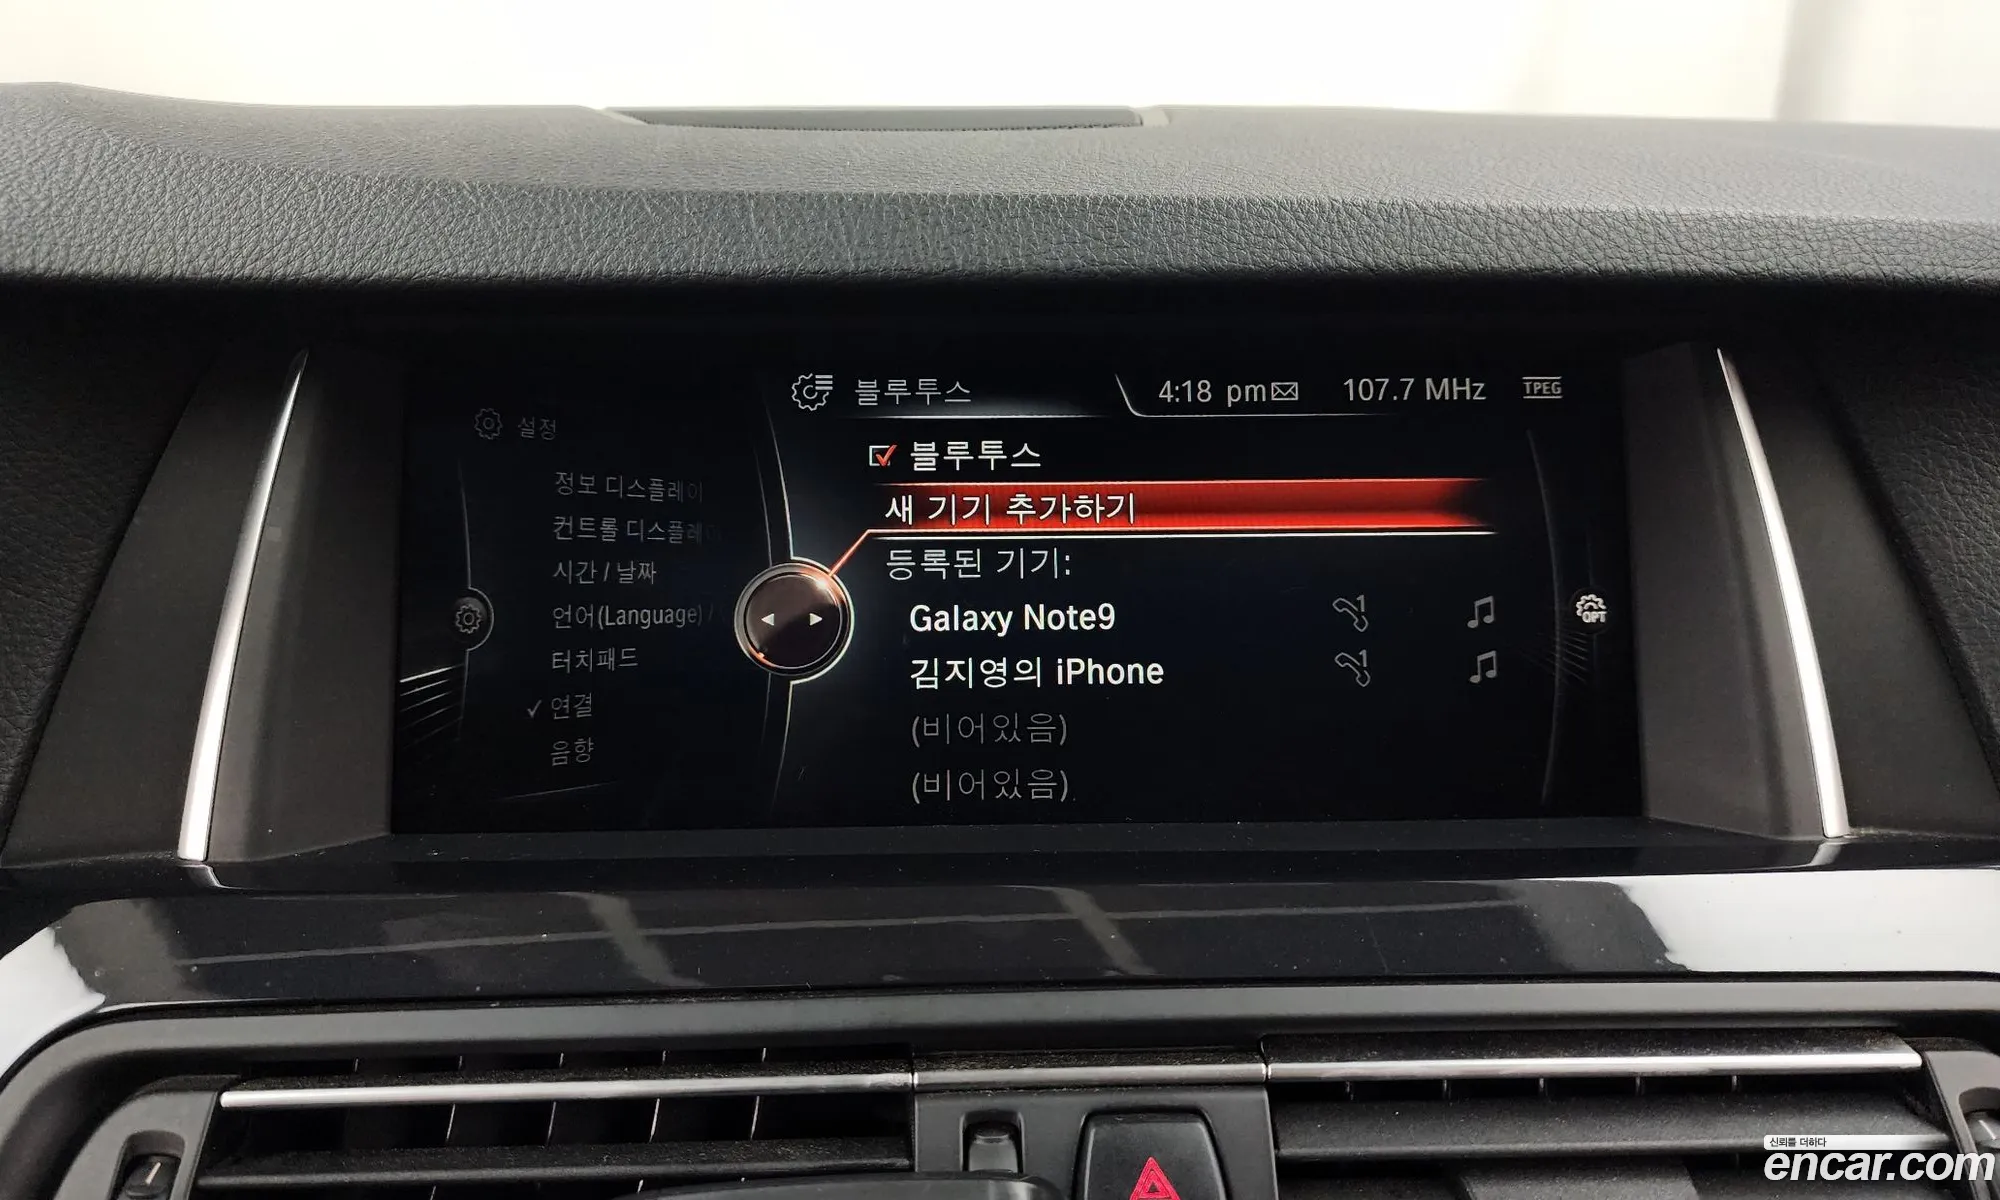 블루투스
4:18 pm
107.7 MHz
TPEG
설정
정보 디스플레이
컨트롤 디스플레이
시간 / 날짜
언어(Language) /
터치패드
연결
음향
블루투스
새 기기 추가하기
등록된 기기:
Galaxy Note9
김지영의 iPhone
(비어있음)
(비어있음)
OPT
신뢰를 더하다
encar.com